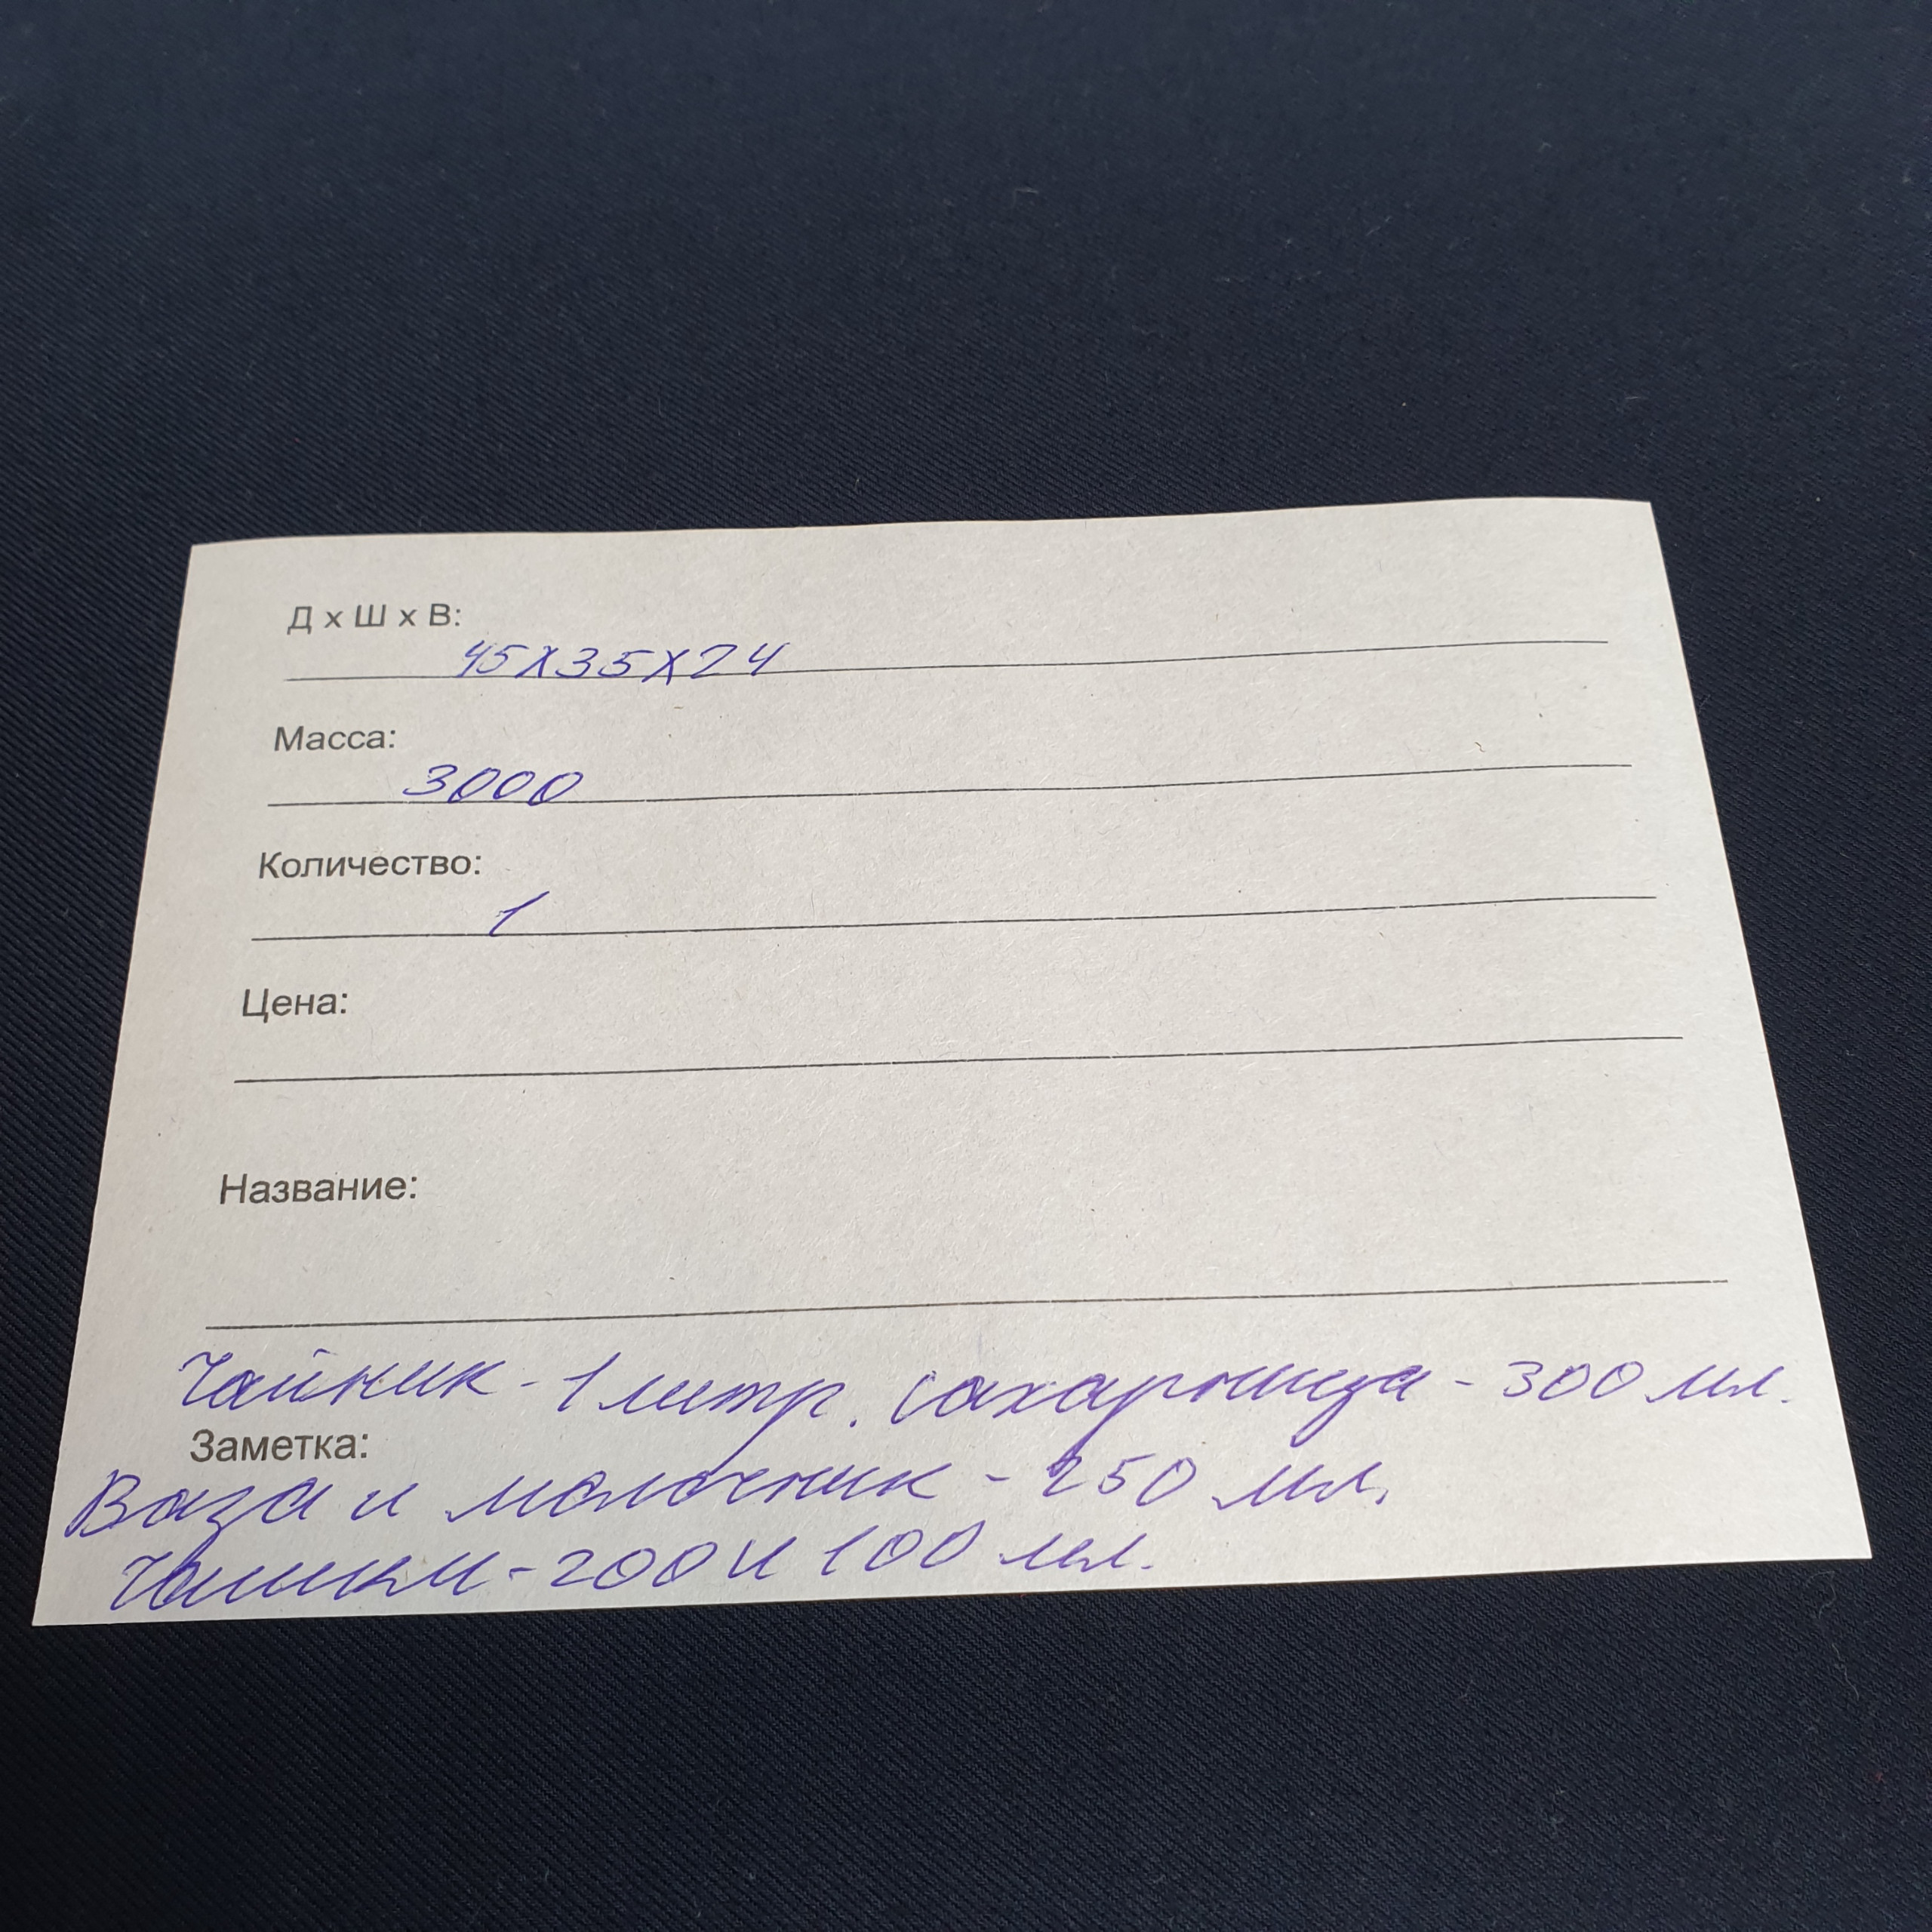 Д х Ш х В:
45х35х24
Масса:
3000
Количество:
1
Цена:
Название:
Чайник - 1 литр. Сахарница - 300 мл.
Заметка:
Ваза и молочник - 250 мл.
Чашки - 200 и 100 мл.